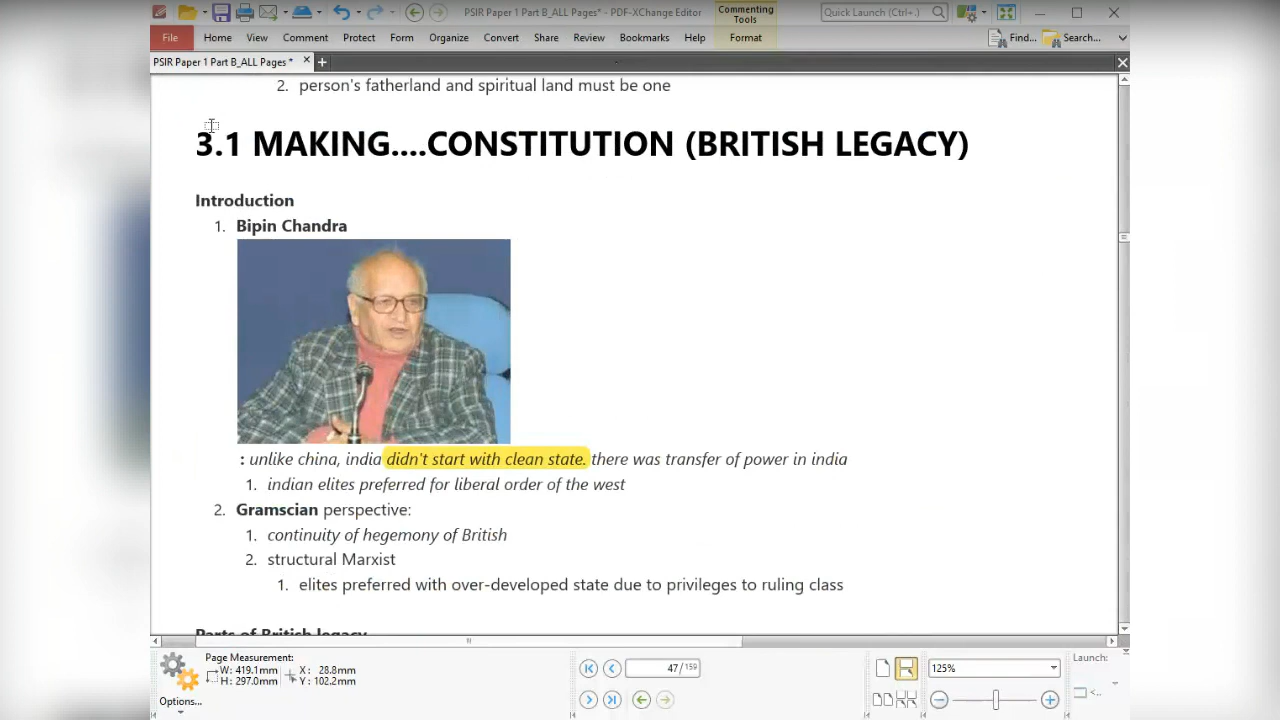 PSIR Paper 1 Part B_ALL Pages* - PDF-XChange Editor
Commenting Tools
Quick Launch (Ctrl+.)
File Home View Comment Protect Form Organize Convert Share Review Bookmarks Help Format Find... Search...
PSIR Paper 1 Part B_ALL Pages *
2. person's fatherland and spiritual land must be one
3.1 MAKING....CONSTITUTION (BRITISH LEGACY)
Introduction
1. Bipin Chandra
: unlike china, india didn't start with clean state. there was transfer of power in india
1. indian elites preferred for liberal order of the west
2. Gramscian perspective:
1. continuity of hegemony of British
2. structural Marxist
1. elites preferred with over-developed state due to privileges to ruling class
Parts of British legacy
Options...
Page Measurement:
W: 419.1mm X: 28.8mm
H: 297.0mm Y: 102.2mm
47 / 159
125%
Launch: